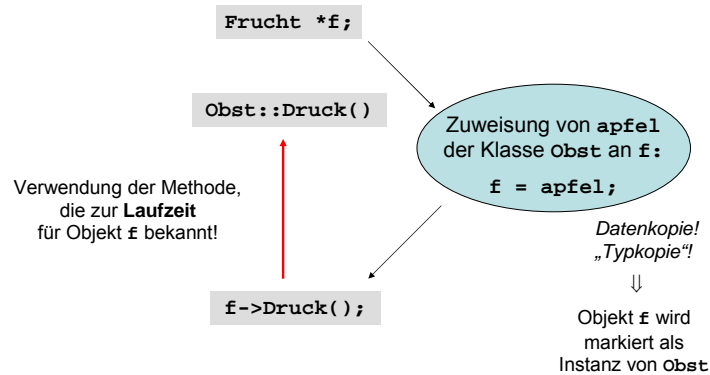 Frucht *f;
Obst::Druck()
Zuweisung von apfel
der Klasse Obst an f:
f = apfel;
Verwendung der Methode,
die zur Laufzeit
für Objekt f bekannt!
Datenkopie!
„Typkopie“!
⇓
f->Druck();
Objekt f wird
markiert als
Instanz von Obst